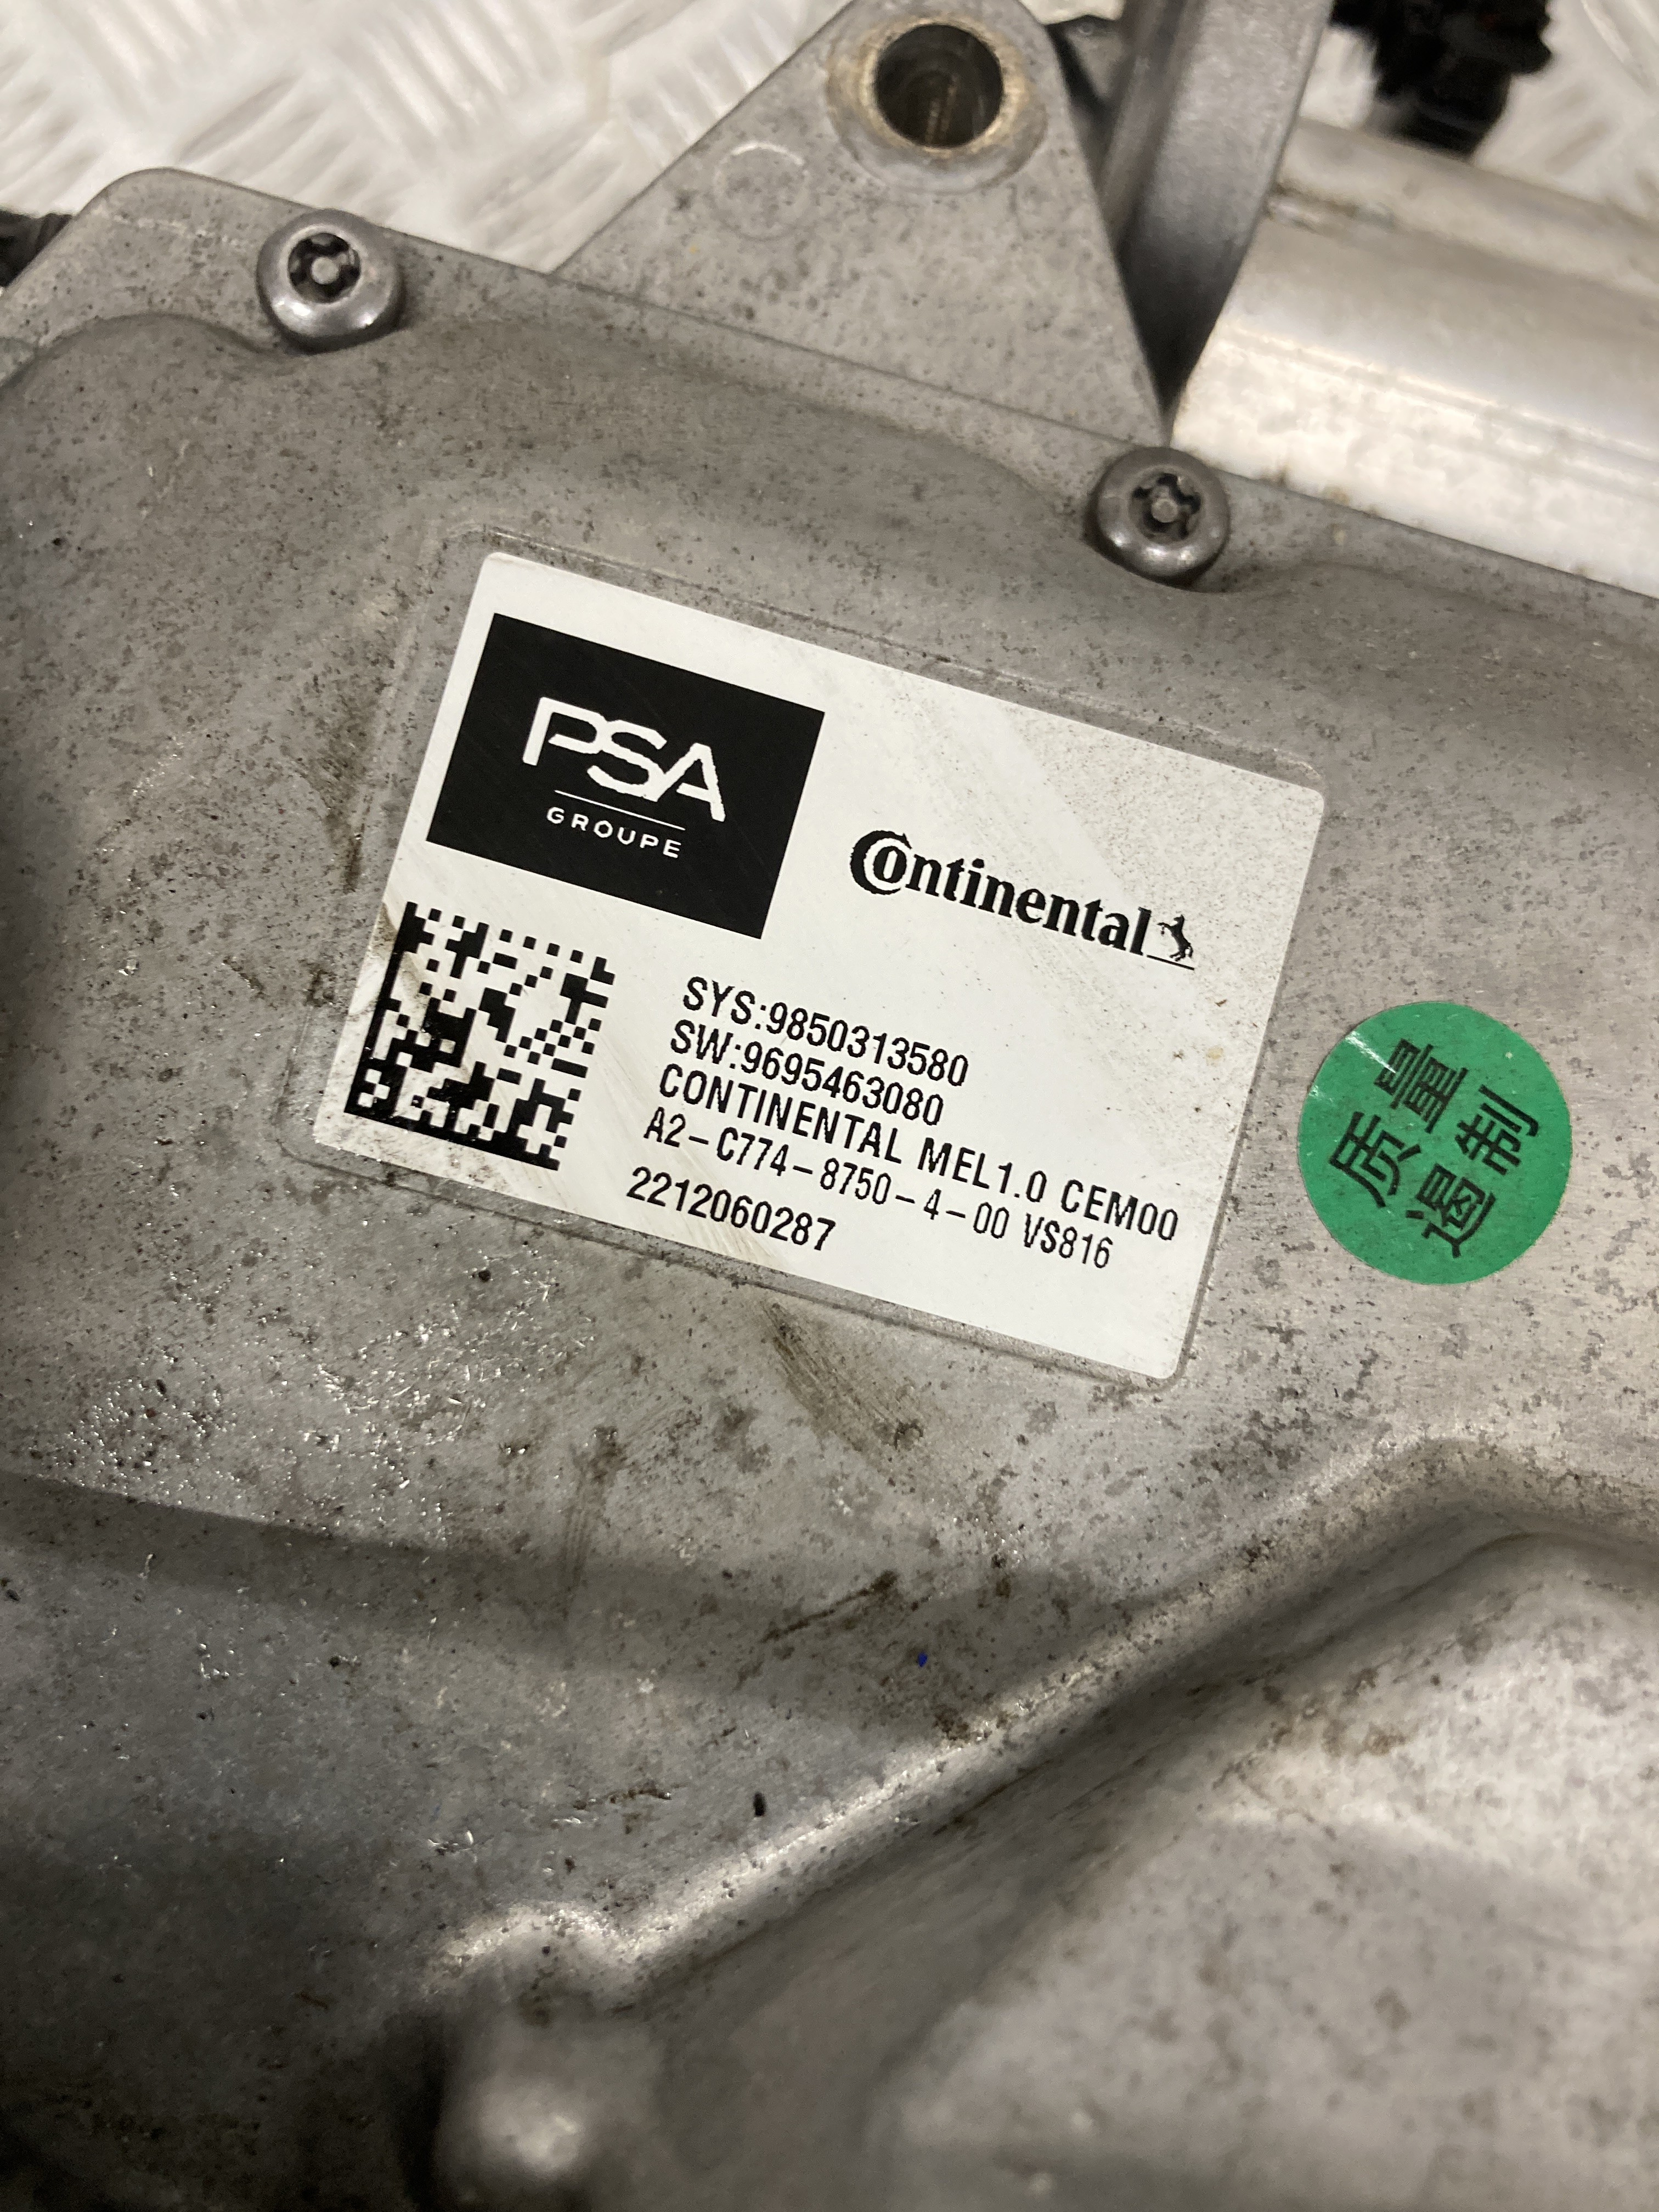 PSA
GROUPE
Continental
SYS:9850313580
SW:9695463080
CONTINENTAL MEL1.0 CEM00
A2-C774-8750-4-00 VS816
2212060287
质量
遏制